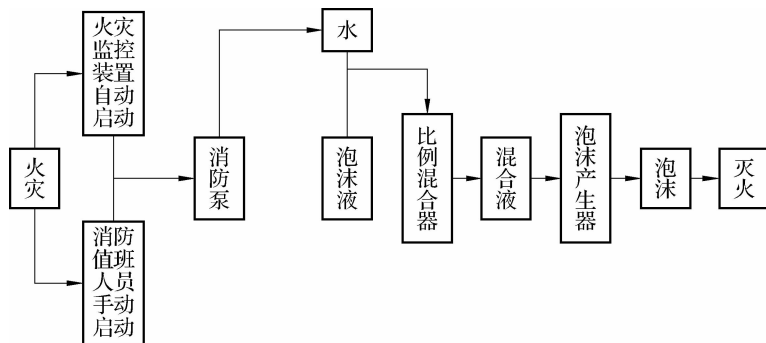 火灾
火灾
监控
装置
自动
启动
消防
值班
人员
手动
启动
消防泵
水
泡沫液
比例混合器
混合液
泡沫产生器
泡沫
灭火